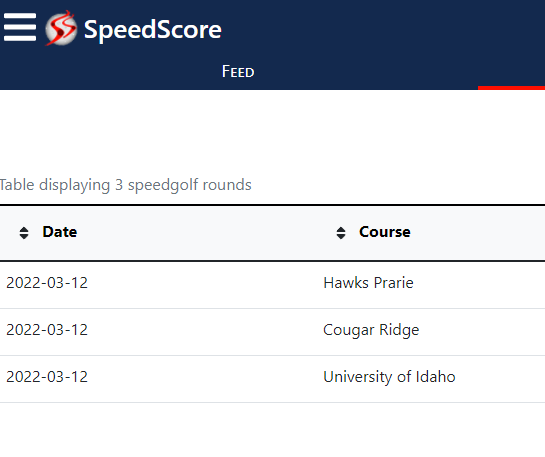 SpeedScore
FEED
Table displaying 3 speedgolf rounds
Date Course
2022-03-12 Hawks Prarie
2022-03-12 Cougar Ridge
2022-03-12 University of Idaho